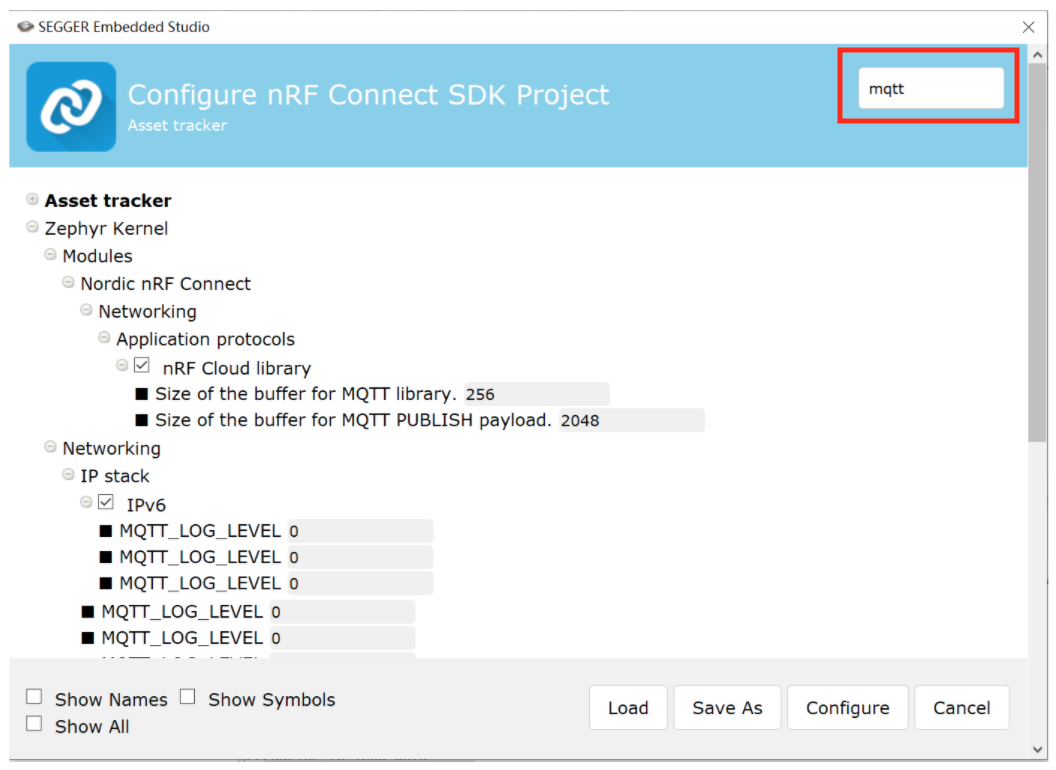 SEGGER Embedded Studio
Configure nRF Connect SDK Project
mqtt
Asset tracker
Asset tracker
Zephyr Kernel
Modules
Nordic nRF Connect
Networking
Application protocols
nRF Cloud library
Size of the buffer for MQTT library. 256
Size of the buffer for MQTT PUBLISH payload. 2048
Networking
IP stack
IPv6
MQTT_LOG_LEVEL 0
MQTT_LOG_LEVEL 0
MQTT_LOG_LEVEL 0
MQTT_LOG_LEVEL 0
MQTT_LOG_LEVEL 0
Show Names Show Symbols
Show All
Load Save As Configure Cancel